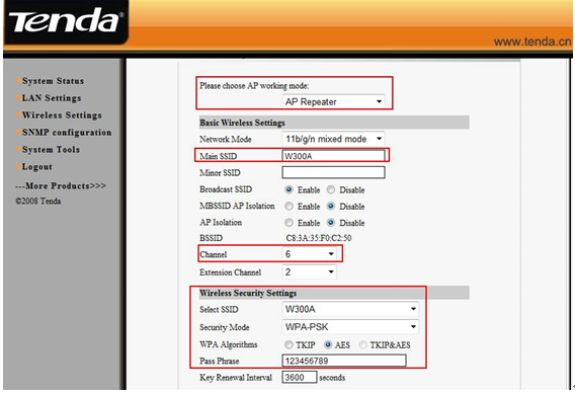 Tenda
www.tenda.cn
System Status
LAN Settings
Wireless Settings
SNMP configuration
System Tools
Logout
---More Products>>>
©2008 Tenda
Please choose AP working mode:
AP Repeater
Basic Wireless Settings
Network Mode 11b/g/n mixed mode
Main SSID W300A
Minor SSID
Broadcast SSID Enable Disable
MBSSID AP Isolation Enable Disable
AP Isolation Enable Disable
BSSID C8:3A:35:F0:C2:50
Channel 6
Extension Channel 2
Wireless Security Settings
Select SSID W300A
Security Mode WPA-PSK
WPA Algorithms TKIP AES TKIP&AES
Pass Phrase 123456789
Key Renewal Interval 3600 seconds